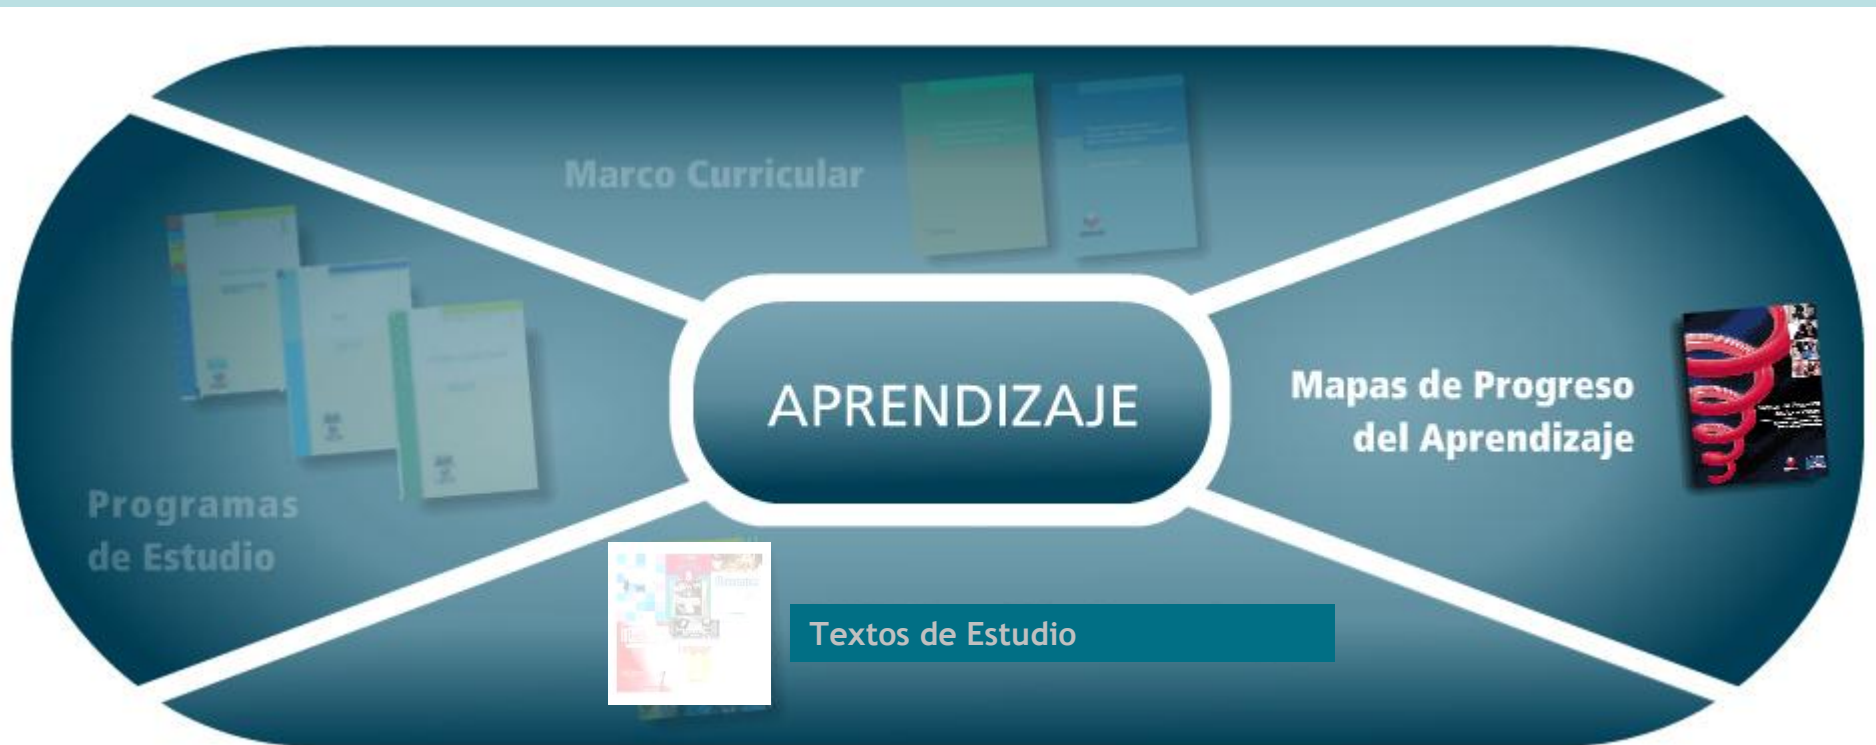 Marco Curricular
APRENDIZAJE
Mapas de Progreso
del Aprendizaje
Programas
de Estudio
Textos de Estudio